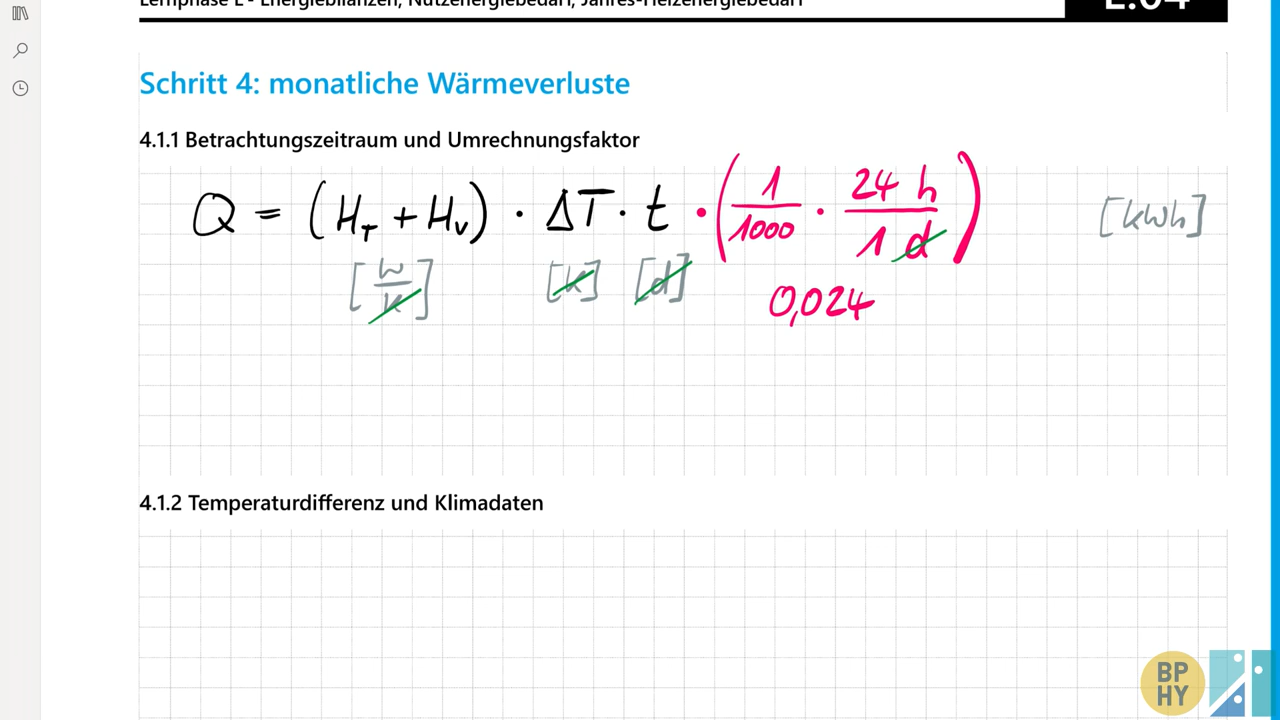 Lernphase E - Energiebilanzen, Nutzenergiebedarf, Jahres-Heizenergiebedarf E.04
Schritt 4: monatliche Wärmeverluste
4.1.1 Betrachtungszeitraum und Umrechnungsfaktor
Q = (H_T + H_V) · ΔT · t · (1/1000 · 24 h/1 d) [kWh]
[W/K] [K] [d] 0,024
4.1.2 Temperaturdifferenz und Klimadaten
BP
HY